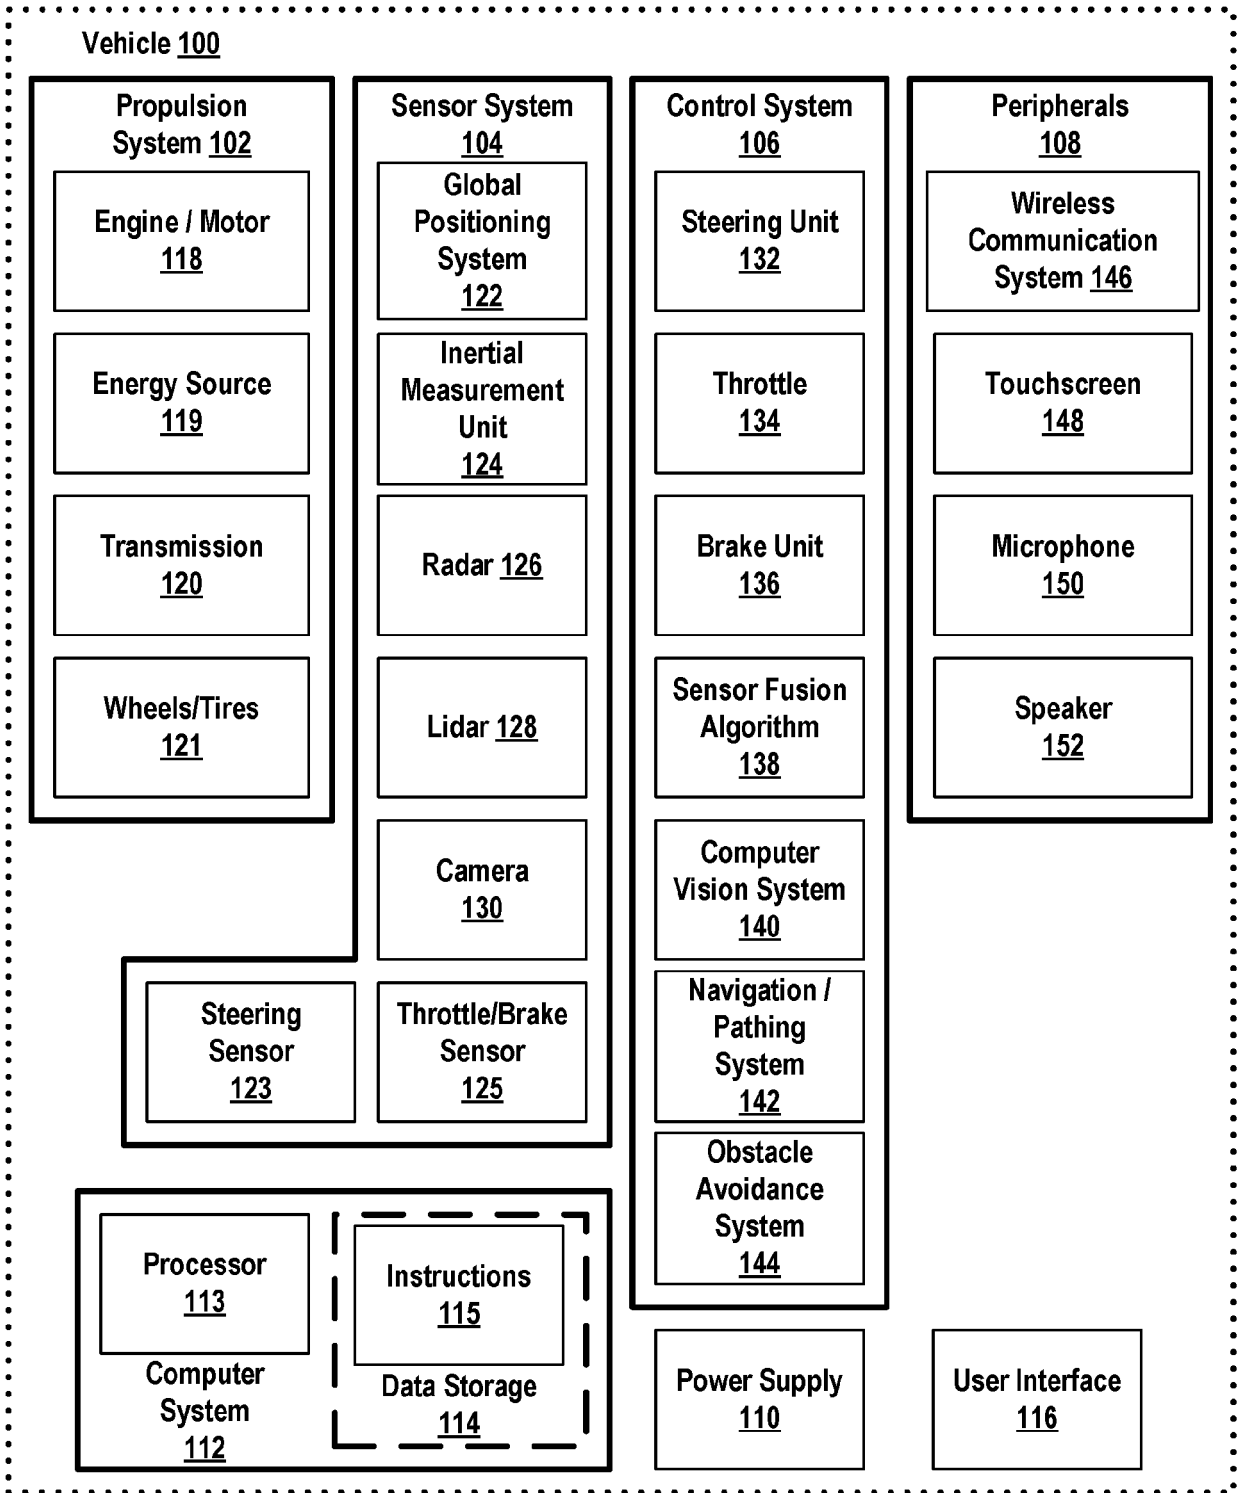 Vehicle 100
Propulsion
System 102
Engine / Motor
118
Energy Source
119
Transmission
120
Wheels/Tires
121
Sensor System
104
Global
Positioning
System
122
Inertial
Measurement
Unit
124
Radar 126
Lidar 128
Camera
130
Steering
Sensor
123
Throttle/Brake
Sensor
125
Control System
106
Steering Unit
132
Throttle
134
Brake Unit
136
Sensor Fusion
Algorithm
138
Computer
Vision System
140
Navigation /
Pathing
System
142
Obstacle
Avoidance
System
144
Peripherals
108
Wireless
Communication
System 146
Touchscreen
148
Microphone
150
Speaker
152
Processor
113
Computer
System
112
Instructions
115
Data Storage
114
Power Supply
110
User Interface
116